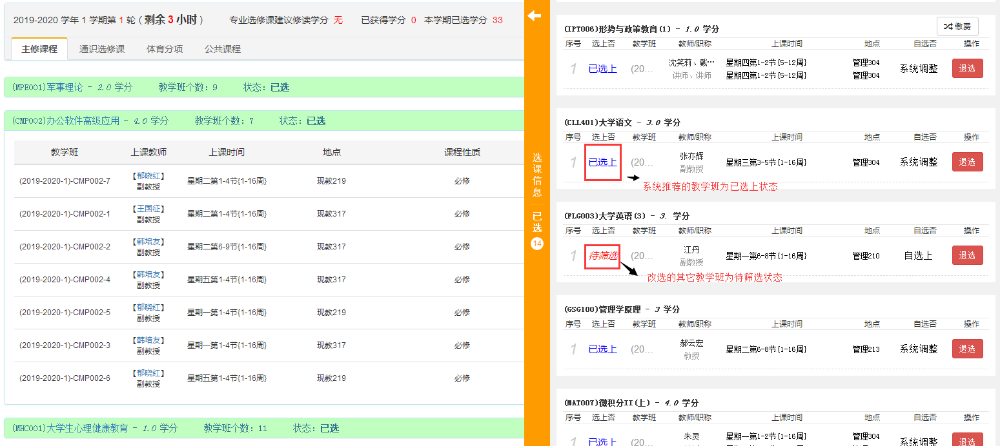 2019-2020 学年 1 学期第 1 轮 ( 剩余 3 小时 ) 专业选修课建议修读学分 无 已获得学分 0 本学期已选学分 33
主修课程 通识选修课 体育分项 公共课程
(MPE001)军事理论 - 2.0 学分 教学班个数: 9 状态: 已选
(CMP002)办公软件高级应用 - 4.0 学分 教学班个数: 7 状态: 已选
教学班 上课教师 上课时间 地点 课程性质
(2019-2020-1)-CMP002-7 【郁晓红】 星期二第1-4节{1-16周} 现教219 必修
副教授
(2019-2020-1)-CMP002-1 【王国征】 星期二第1-4节{1-16周} 现教317 必修
副教授
(2019-2020-1)-CMP002-2 【韩培友】 星期二第6-9节{1-16周} 现教317 必修
副教授
(2019-2020-1)-CMP002-4 【韩培友】 星期五第1-4节{1-16周} 现教317 必修
副教授
(2019-2020-1)-CMP002-5 【郁晓红】 星期一第1-4节{1-16周} 现教219 必修
副教授
(2019-2020-1)-CMP002-3 【韩培友】 星期一第1-4节{1-16周} 现教317 必修
副教授
(2019-2020-1)-CMP002-6 【郁晓红】 星期五第1-4节{1-16周} 现教219 必修
副教授
(MHC001)大学生心理健康教育 - 1.0 学分 教学班个数: 11 状态: 已选
选课信息
已选
14
(IPT006)形势与政策教育(1) - 1.0 学分 缴费
序号 选上否 教学班 教师/职称 上课时间 地点 自选否 操作
1 已选上 (20... 沈笑莉、戴… 星期四第1-2节{5-12周} 管理304 系统调整 退选
讲师、讲师 星期四第1-2节{5-12周} 管理304
(CLL401)大学语文 - 3.0 学分
序号 选上否 教学班 教师/职称 上课时间 地点 自选否 操作
1 已选上 (20... 张亦辉 星期三第3-5节{1-16周} 管理304 系统调整 退选
副教授
系统推荐的教学班为已选上状态
(FLG003)大学英语(3) - 3. 学分
序号 选上否 教学班 教师/职称 上课时间 地点 自选否 操作
1 待筛选 (20... 江丹 星期一第6-8节{1-16周} 管理210 自选上 退选
副教授
改选的其它教学班为待筛选状态
(GSG100)管理学原理 - 3 学分
序号 选上否 教学班 教师/职称 上课时间 地点 自选否 操作
1 已选上 (20... 郝云宏 星期二第6-8节{1-16周} 管理213 系统调整 退选
教授
(MAT007)微积分II(上) - 4.0 学分
序号 选上否 教学班 教师/职称 上课时间 地点 自选否 操作
1 已选上 (20... 朱灵 星期一第1-2节{1-16周} 管理304 系统调整 退选